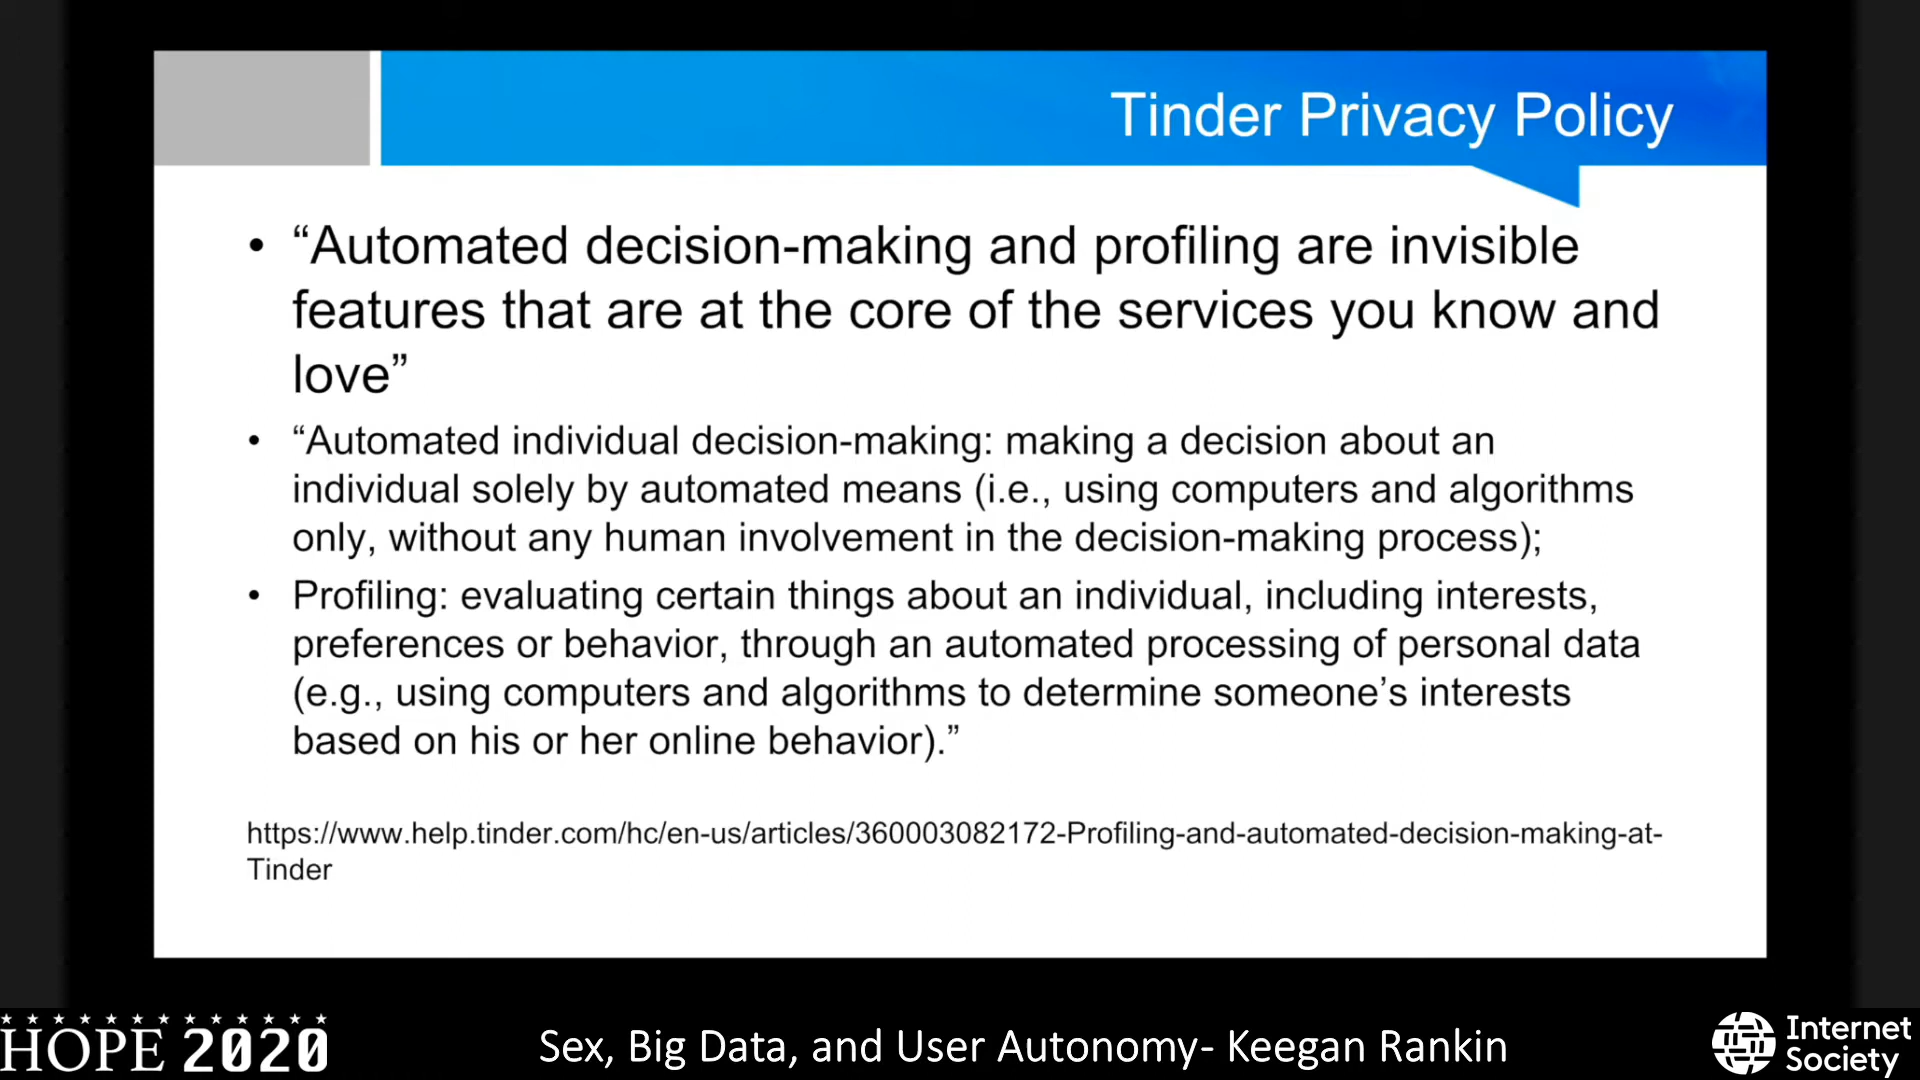 Tinder Privacy Policy
• “Automated decision-making and profiling are invisible
features that are at the core of the services you know and
love”
• “Automated individual decision-making: making a decision about an
individual solely by automated means (i.e., using computers and algorithms
only, without any human involvement in the decision-making process);
• Profiling: evaluating certain things about an individual, including interests,
preferences or behavior, through an automated processing of personal data
(e.g., using computers and algorithms to determine someone’s interests
based on his or her online behavior).”
https://www.help.tinder.com/hc/en-us/articles/360003082172-Profiling-and-automated-decision-making-at-
Tinder
HOPE 2020
Sex, Big Data, and User Autonomy- Keegan Rankin
Internet
Society